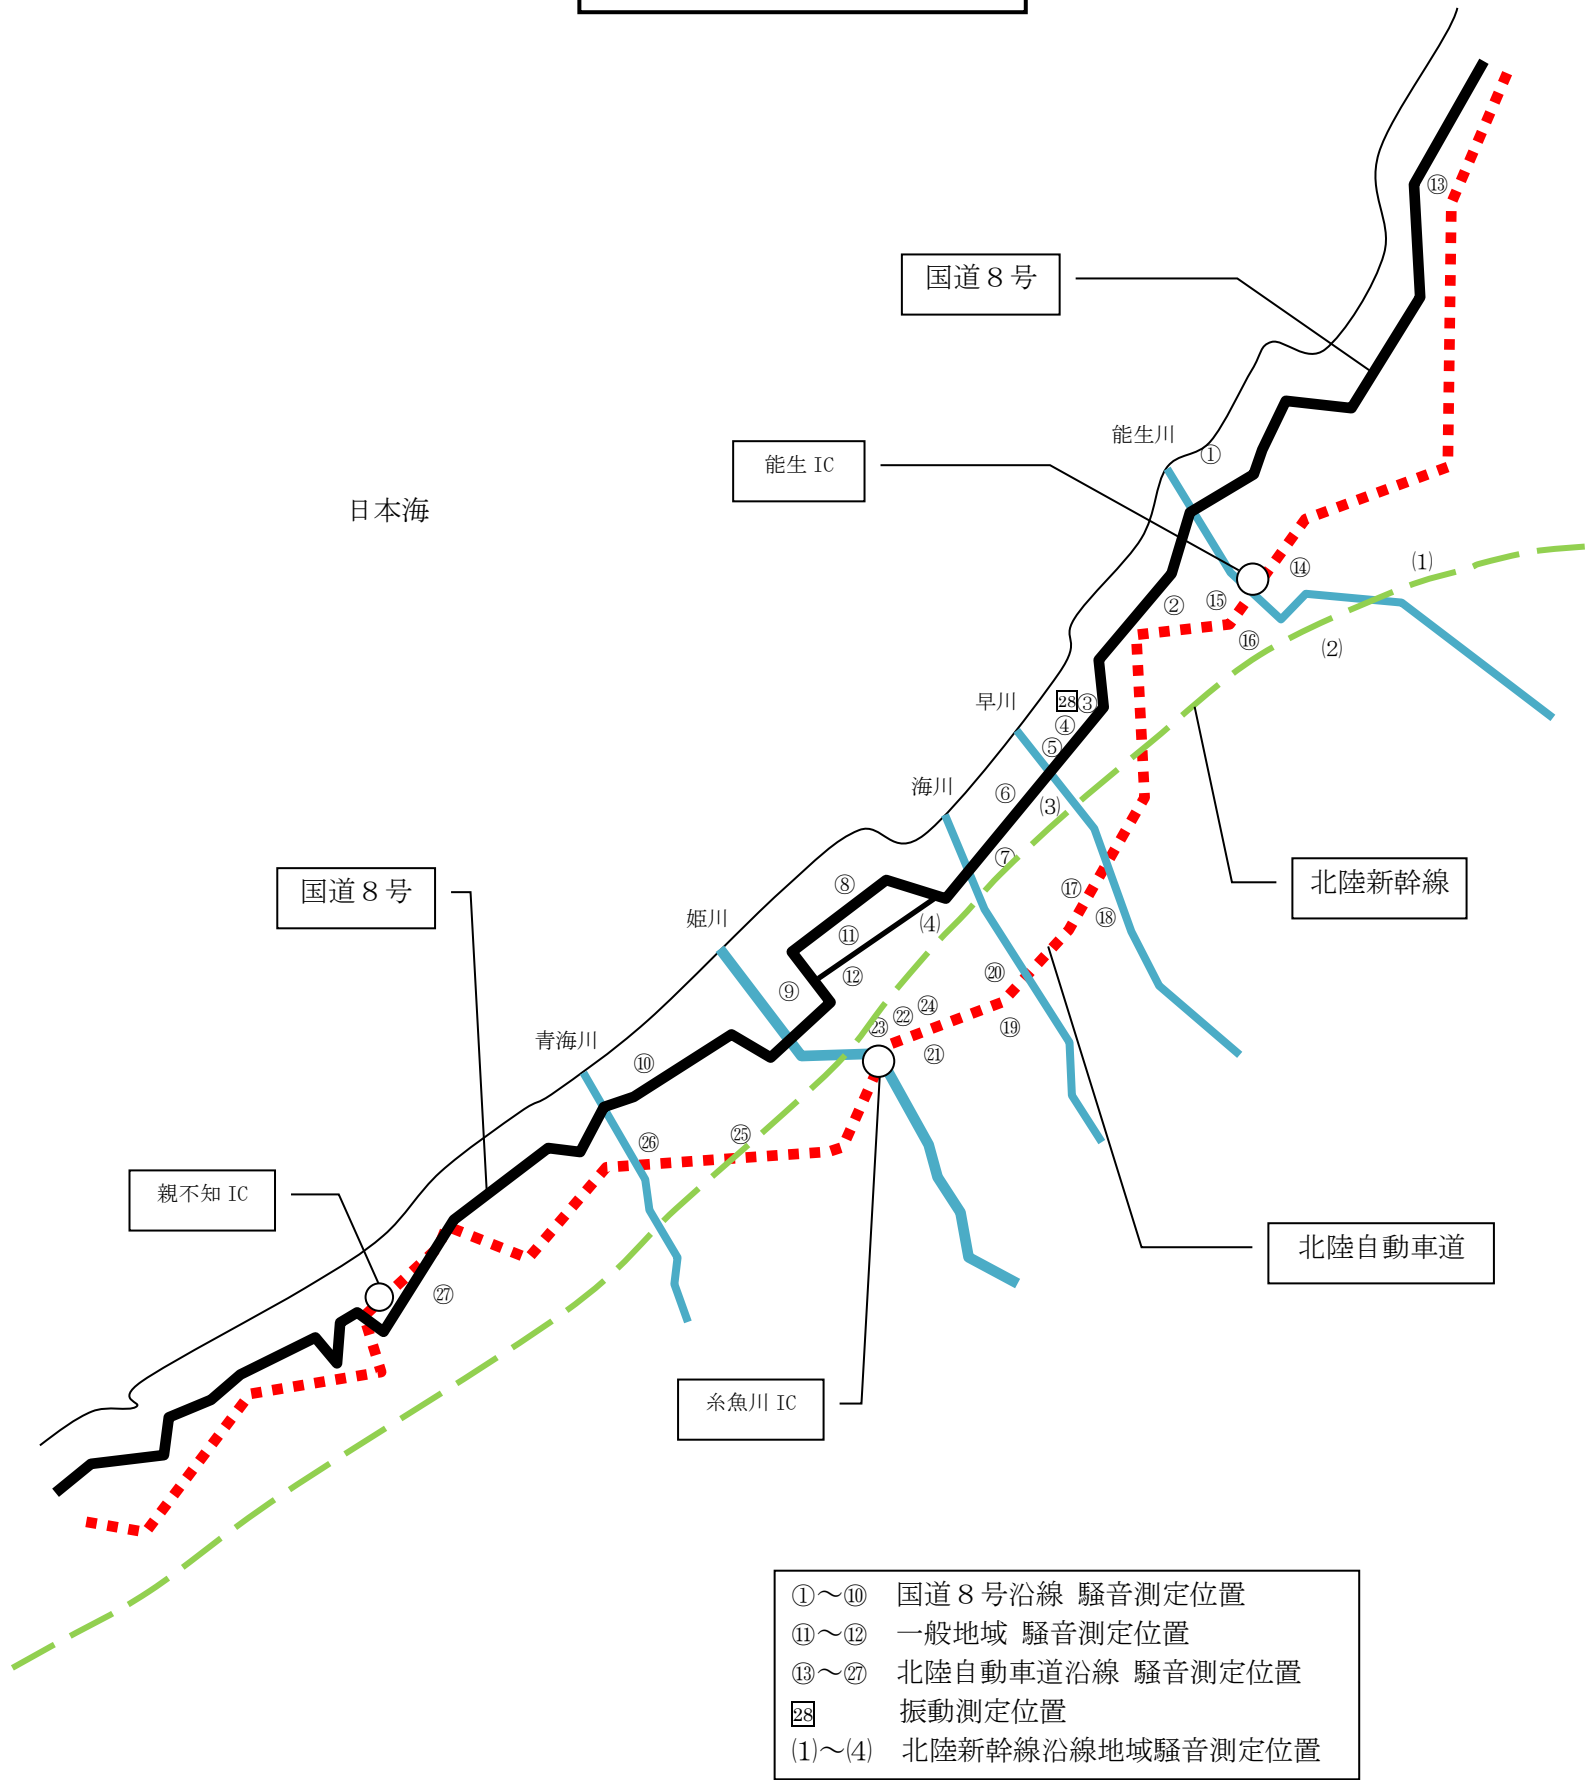 ⑬
国道８号
能生川
①
能生 IC
日本海
⑭
⑴
②
⑮
⑯
⑵
早川
28
③
④
⑤
海川
⑥
⑶
⑦
国道８号
⑧
北陸新幹線
⑰
⑱
姫川
⑪
⑷
⑫
⑳
⑨
㉔
㉒
㉓
⑲
青海川
⑩
㉑
㉕
㉖
親不知 IC
北陸自動車道
㉗
糸魚川 IC
①～⑩ 国道８号沿線 騒音測定位置
⑪～⑫ 一般地域 騒音測定位置
⑬～㉗ 北陸自動車道沿線 騒音測定位置
28 振動測定位置
⑴～⑷ 北陸新幹線沿線地域騒音測定位置